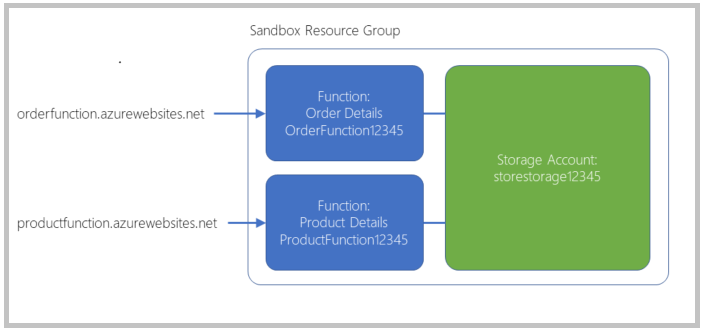 Sandbox Resource Group
orderfunction.azurewebsites.net
Function:
Order Details
OrderFunction12345
Storage Account:
storestorage12345
productfunction.azurewebsites.net
Function:
Product Details
ProductFunction12345